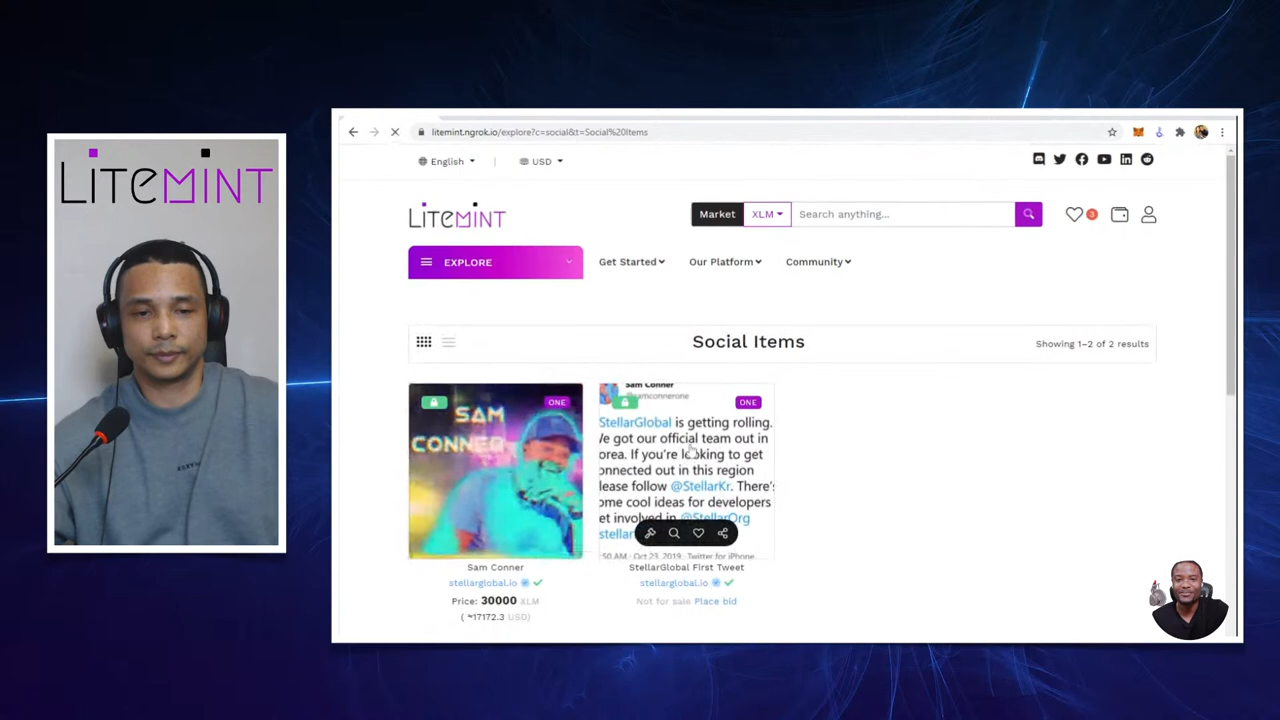 LiTEMiNT
litemint.ngrok.io/explore?c=social&t=Social%20Items
English
USD
LiTEMiNT
Market
XLM
Search anything...
3
EXPLORE
Get Started
Our Platform
Community
Social Items
Showing 1–2 of 2 results
ONE
SAM
CONNER
Sam Conner
@samconnerone
ONE
StellarGlobal is getting rolling.
We got our official team out in
orea. If you're looking to get
onnected out in this region
lease follow @StellarKr. There's
ome cool ideas for developers
et involved in @StellarOrg
stellar
50 AM · Oct 23, 2019 · Twitter for iPhone
Sam Conner
stellarglobal.io
Price: 30000 XLM
( ~17172.3 USD)
StellarGlobal First Tweet
stellarglobal.io
Not for sale Place bid